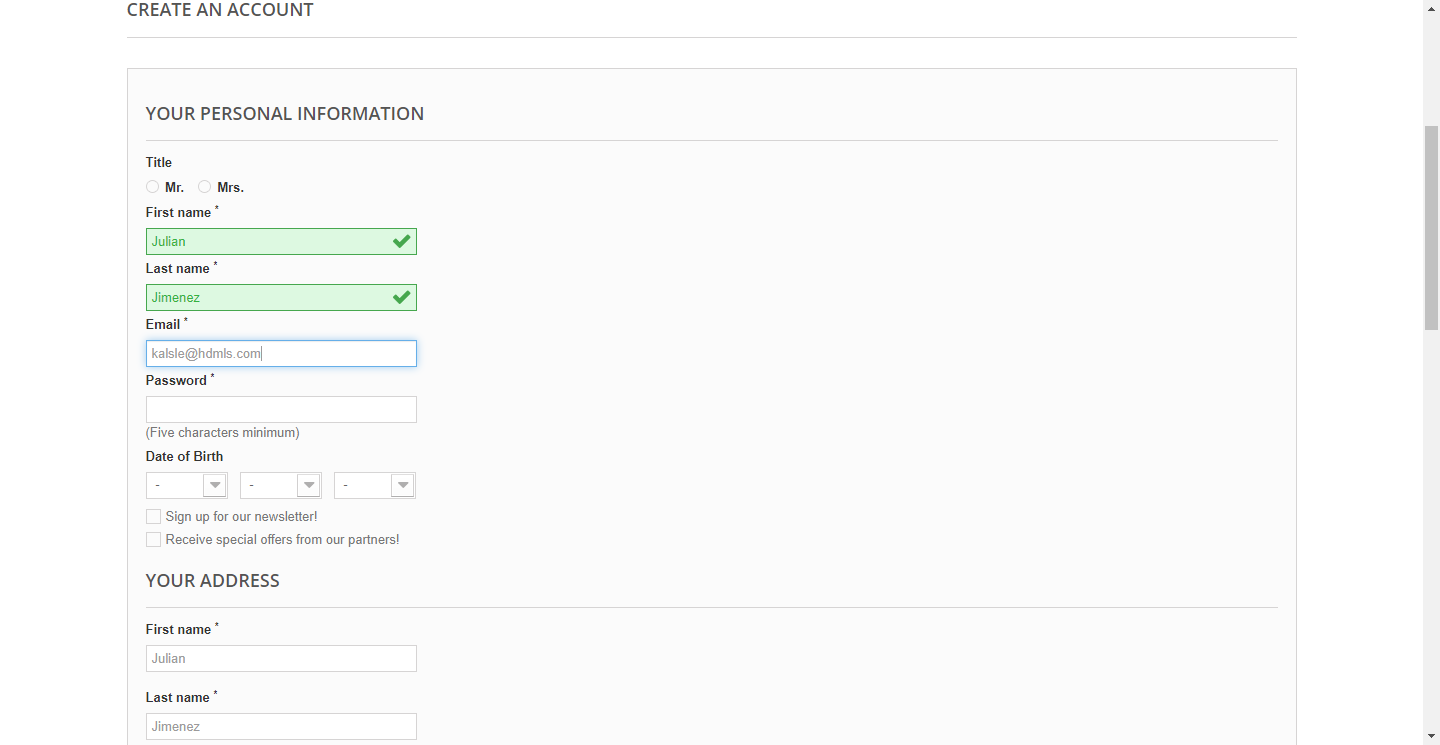 CREATE AN ACCOUNT
YOUR PERSONAL INFORMATION
Title
Mr. Mrs.
First name *
Julian
Last name *
Jimenez
Email *
kalsle@hdmls.com
Password *
(Five characters minimum)
Date of Birth
- - -
Sign up for our newsletter!
Receive special offers from our partners!
YOUR ADDRESS
First name *
Julian
Last name *
Jimenez